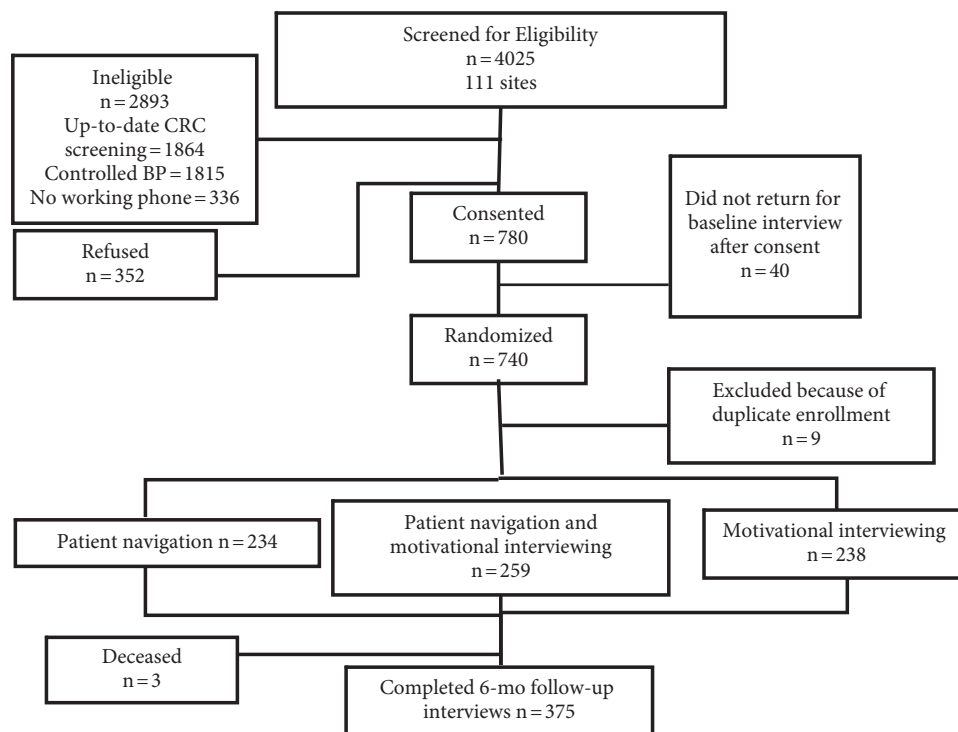 Screened for Eligibility
n = 4025
111 sites
Ineligible
n = 2893
Up-to-date CRC
screening = 1864
Controlled BP = 1815
No working phone = 336
Refused
n = 352
Consented
n = 780
Did not return for
baseline interview
after consent
n = 40
Randomized
n = 740
Excluded because of
duplicate enrollment
n = 9
Patient navigation n = 234
Patient navigation and
motivational interviewing
n = 259
Motivational interviewing
n = 238
Deceased
n = 3
Completed 6-mo follow-up
interviews n = 375